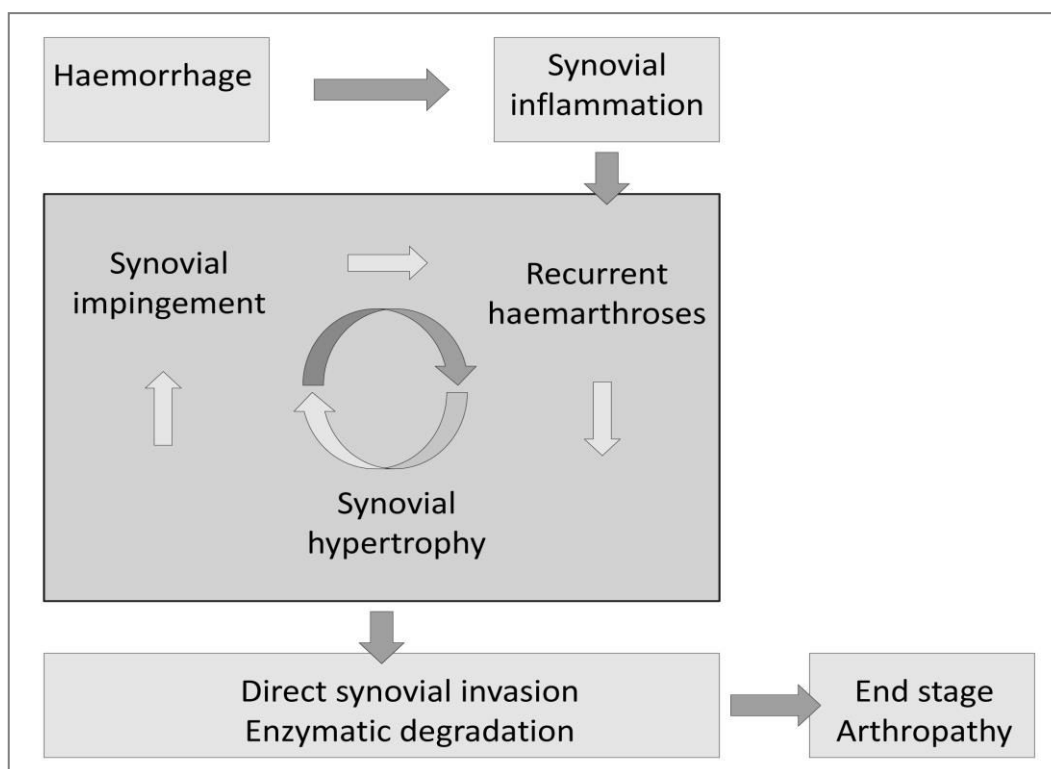 Haemorrhage
Synovial
inflammation
Synovial
impingement
Recurrent
haemarthroses
Synovial
hypertrophy
Direct synovial invasion
Enzymatic degradation
End stage
Arthropathy